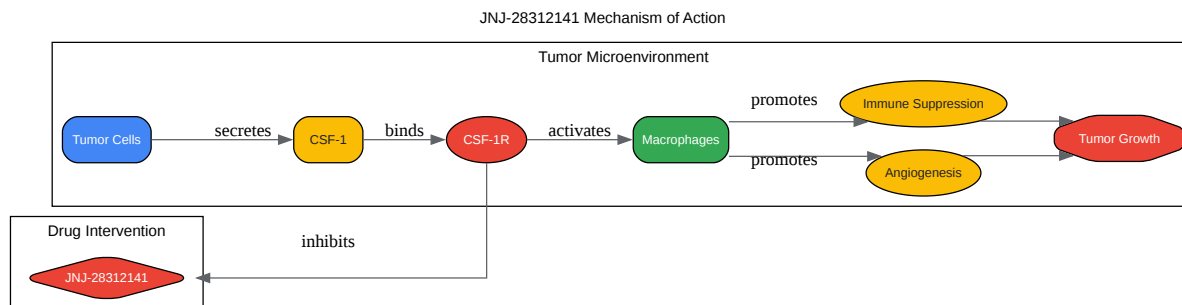 JNJ-28312141 Mechanism of Action
Tumor Microenvironment
Tumor Cells
secretes
CSF-1
binds
CSF-1R
activates
Macrophages
promotes
Immune Suppression
promotes
Angiogenesis
Tumor Growth
Drug Intervention
inhibits
JNJ-28312141